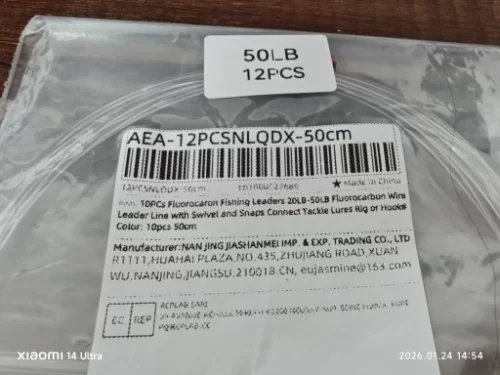 50LB
12PCS
AEA-12PCSNLQDX-50cm
12PCSNLQDX-50cm
★ Made in China
10PCs Fluorocaron Fishing Leaders 20LB-50LB Fluorocarbon Wire
Leader Line with Swivel and Snaps Connect Tackle Lures Rig or Hooks
Color: 10pcs 50cm
Manufacturer:NANJING JIASHANMEI IMP. & EXP. TRADING CO., LTD
R1111,HUAHAI PLAZA,NO.435,ZHUJIANG ROAD,XUAN
WU,NANJING,JIANGSU,210018.CN, eujasmine@163.com
EC REP
XIAOMI 14 Ultra
2026.01.24 14:54